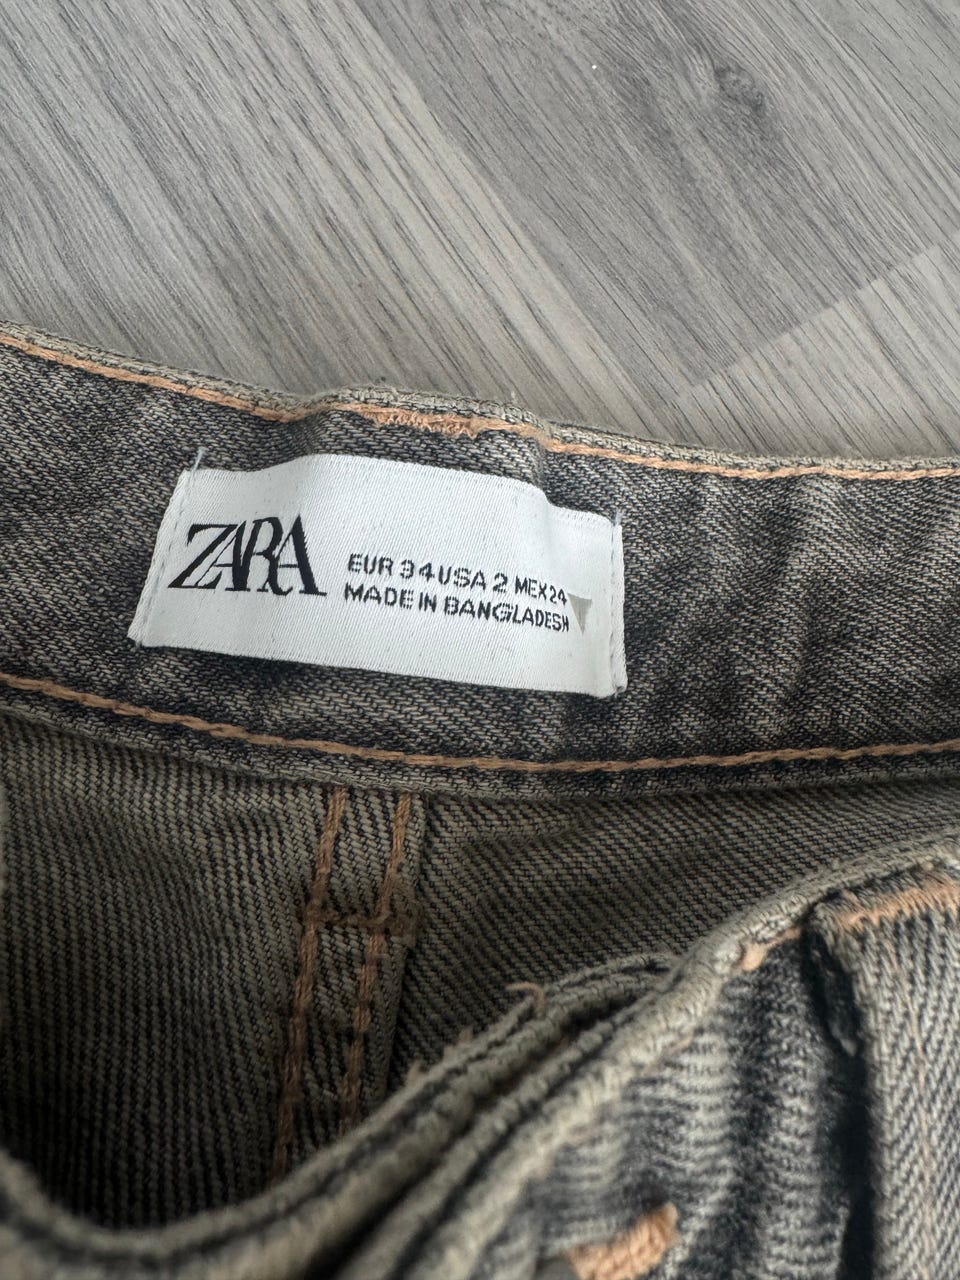 ZARA
EUR 34 USA 2 MEX 24
MADE IN BANGLADESH